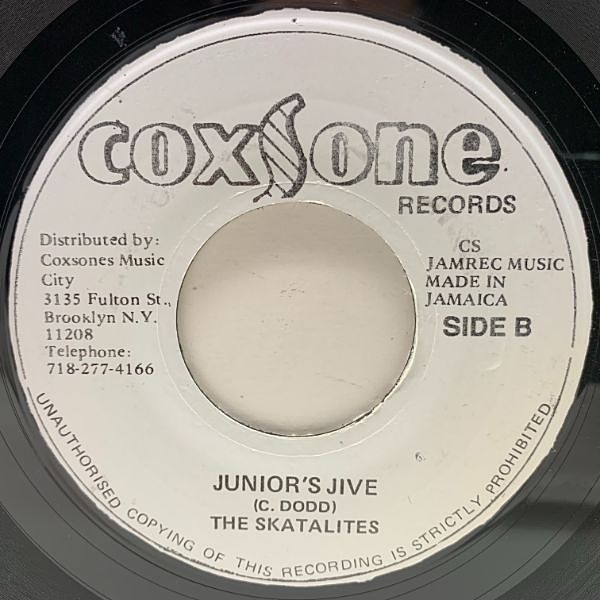 coxsone
RECORDS
Distributed by:
Coxsones Music
City
3135 Fulton St.,
Brooklyn N.Y.
11208
Telephone:
718-277-4166
CS
JAMREC MUSIC
MADE IN
JAMAICA
SIDE B
JUNIOR'S JIVE
(C. DODD)
THE SKATALITES
UNAUTHORISED COPYING OF THIS RECORDING IS STRICTLY PROHIBITED